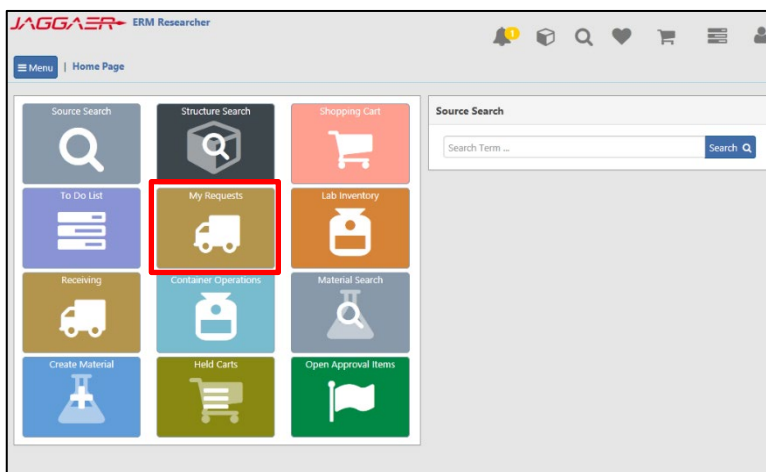 JAGGAER ERM Researcher
1
Menu | Home Page
Source Search
Structure Search
Shopping Cart
Source Search
Search Term ...
Search
To Do List
My Requests
Lab Inventory
Receiving
Container Operations
Material Search
Create Material
Held Carts
Open Approval Items